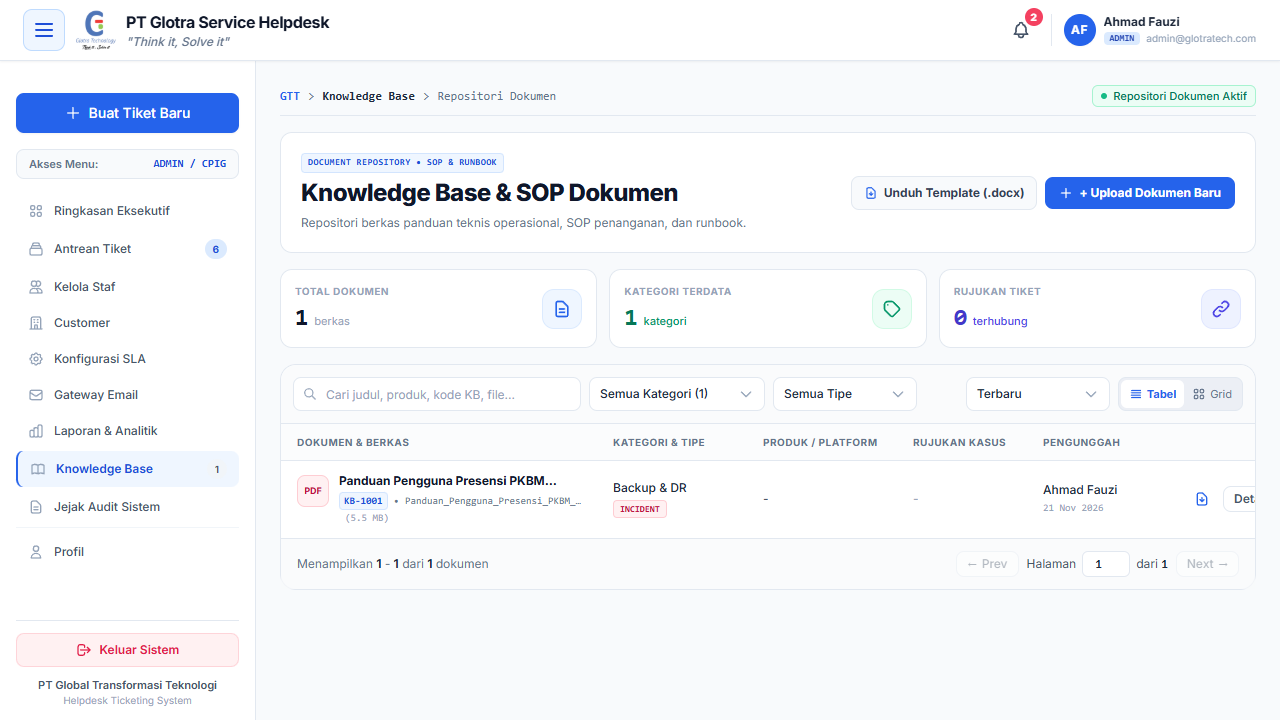 PT Glotra Service Helpdesk
"Think it, Solve it"
2
AF
Ahmad Fauzi
ADMIN admin@glotratech.com
Buat Tiket Baru
Akses Menu: ADMIN / CPIG
Ringkasan Eksekutif
Antrean Tiket 6
Kelola Staf
Customer
Konfigurasi SLA
Gateway Email
Laporan & Analitik
Knowledge Base 1
Jejak Audit Sistem
Profil
Keluar Sistem
PT Global Transformasi Teknologi
Helpdesk Ticketing System
GTT > Knowledge Base > Repositori Dokumen
Repositori Dokumen Aktif
DOCUMENT REPOSITORY • SOP & RUNBOOK
Knowledge Base & SOP Dokumen
Repositori berkas panduan teknis operasional, SOP penanganan, dan runbook.
Unduh Template (.docx)
+ Upload Dokumen Baru
TOTAL DOKUMEN
1 berkas
KATEGORI TERDATA
1 kategori
RUJUKAN TIKET
0 terhubung
Cari judul, produk, kode KB, file...
Semua Kategori (1)
Semua Tipe
Terbaru
Tabel
Grid
DOKUMEN & BERKAS KATEGORI & TIPE PRODUK / PLATFORM RUJUKAN KASUS PENGUNGGAH
PDF
Panduan Pengguna Presensi PKBM...
KB-1001 • Panduan_Pengguna_Presensi_PKBM_…
(5.5 MB)
Backup & DR
INCIDENT
-
-
Ahmad Fauzi
21 Nov 2026
Menampilkan 1 - 1 dari 1 dokumen
← Prev Halaman 1 dari 1 Next →